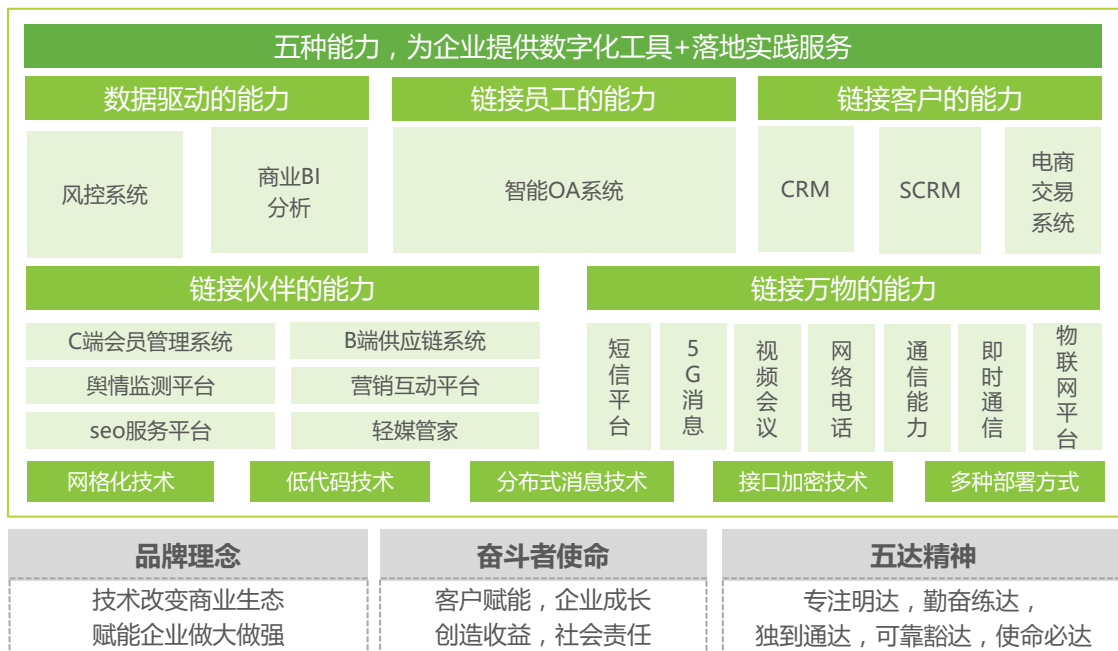 五种能力，为企业提供数字化工具+落地实践服务
数据驱动的能力
链接员工的能力
链接客户的能力
风控系统
商业BI
分析
智能OA系统
CRM
SCRM
电商
交易
系统
链接伙伴的能力
链接万物的能力
C端会员管理系统
B端供应链系统
舆情监测平台
营销互动平台
seo服务平台
轻媒管家
短信平台
5G消息
视频会议
网络电话
通信能力
即时通信
物联网平台
网格化技术
低代码技术
分布式消息技术
接口加密技术
多种部署方式
品牌理念
奋斗者使命
五达精神
技术改变商业生态
赋能企业做大做强
客户赋能，企业成长
创造收益，社会责任
专注明达，勤奋练达，
独到通达，可靠豁达，使命必达